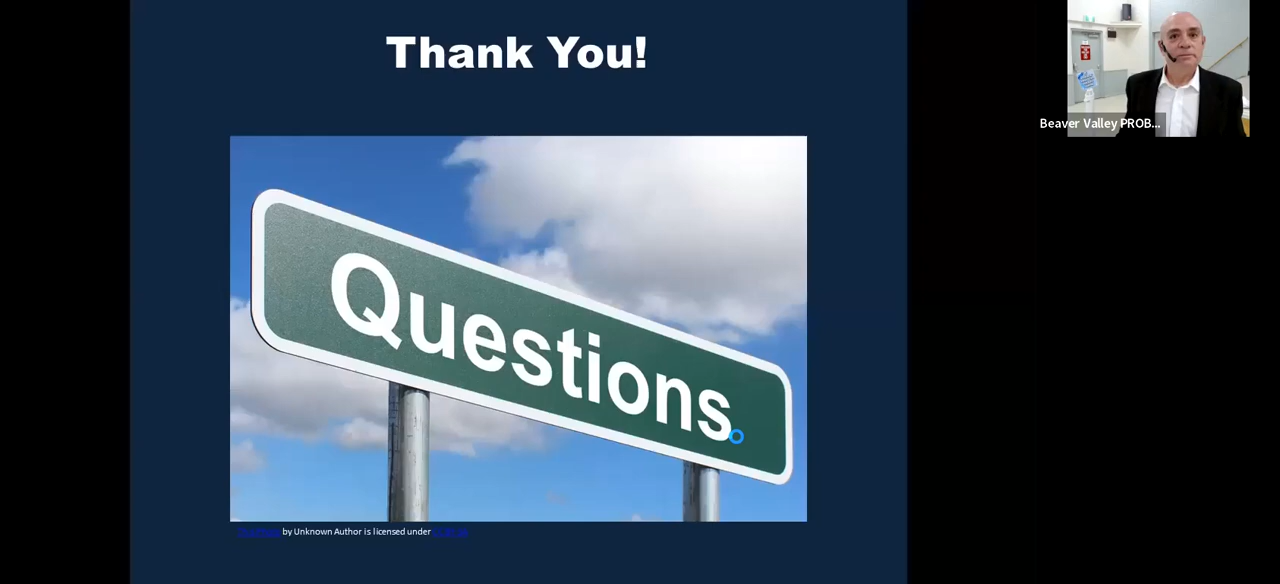 Thank You!
Beaver Valley PROB...
Questions
by Unknown Author is licensed under